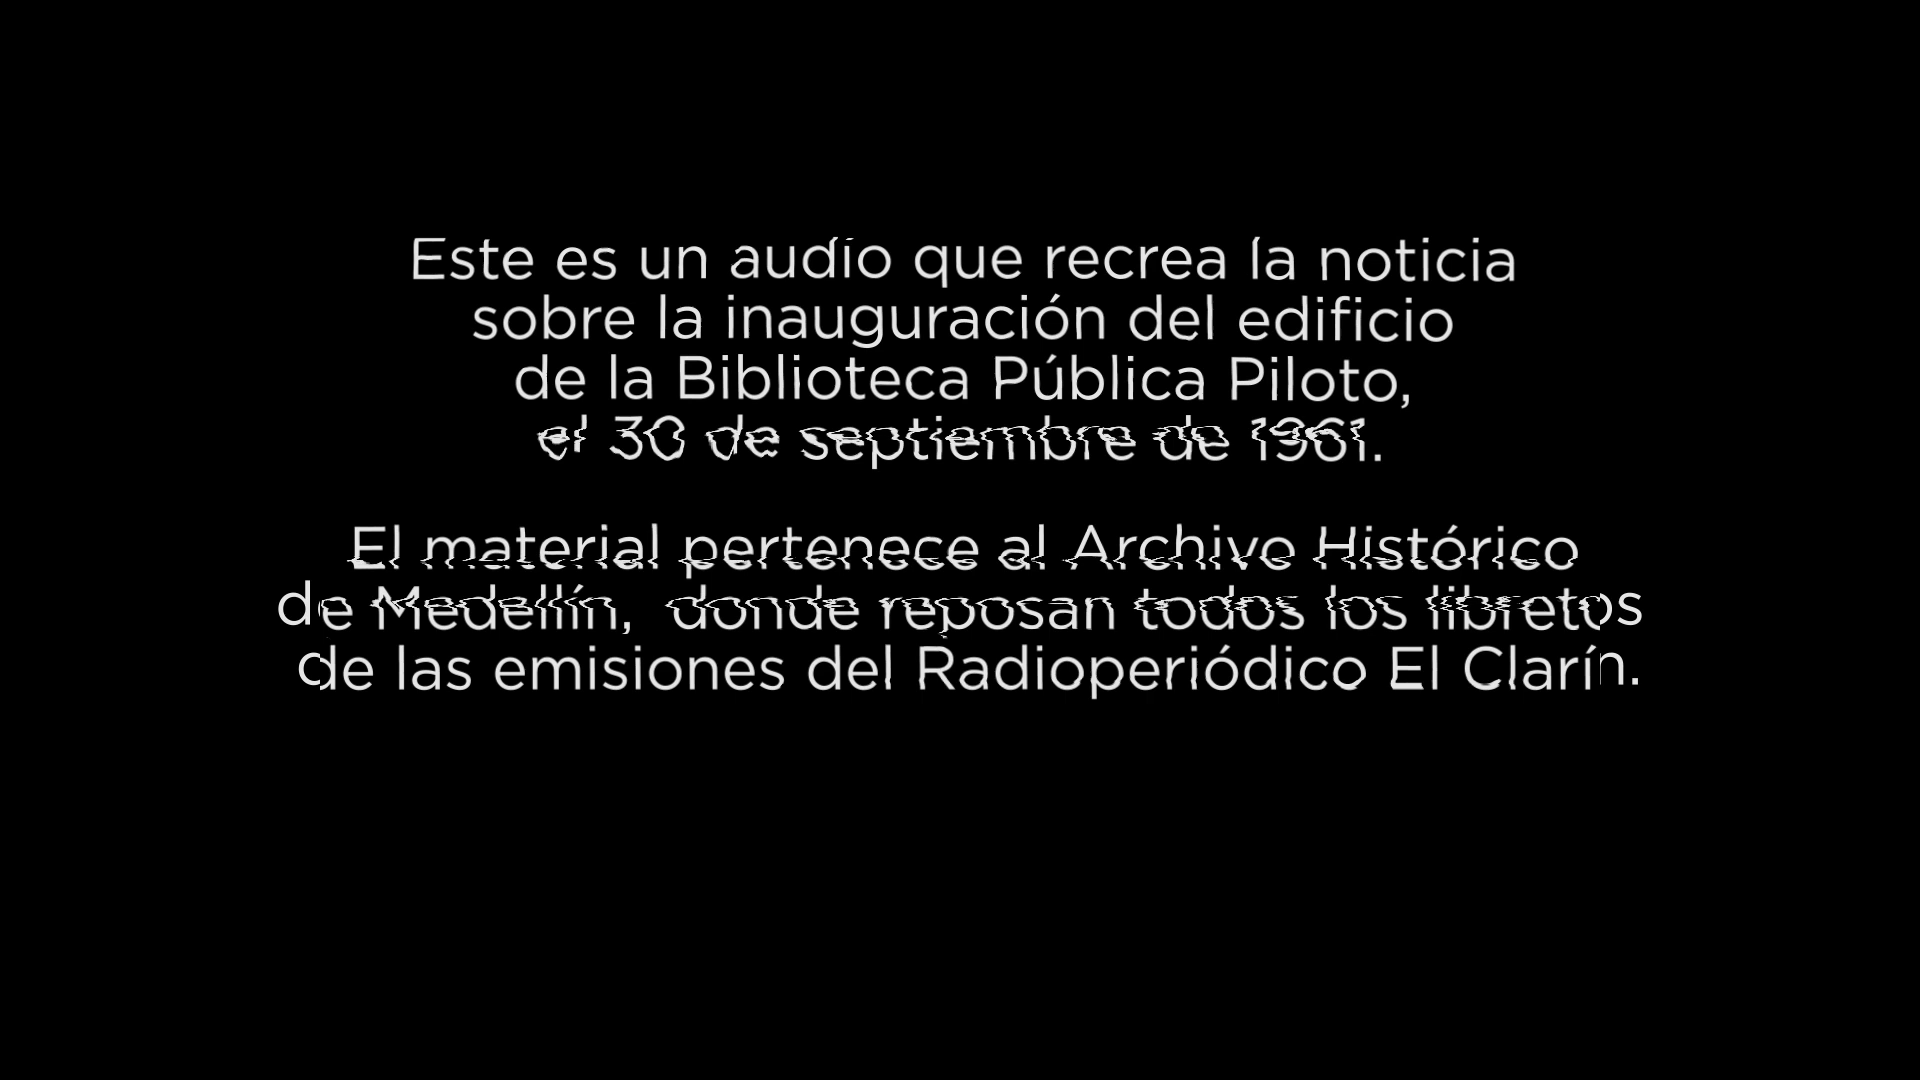 Este es un audio que recrea la noticia
sobre la inauguración del edificio
de la Biblioteca Pública Piloto,
el 30 de septiembre de 1961.
El material pertenece al Archivo Histórico
de Medellín, donde reposan todos los libretos
de las emisiones del Radioperiódico El Clarín.